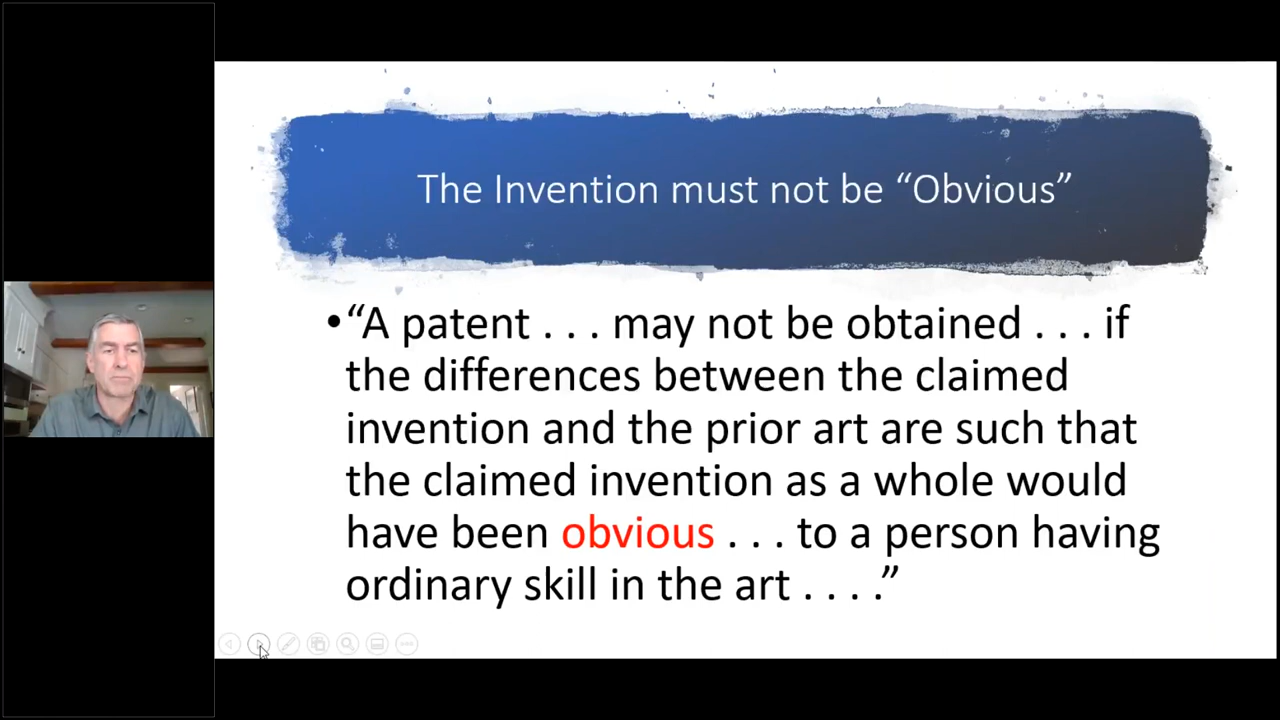 The Invention must not be “Obvious”
•“A patent . . . may not be obtained . . . if
the differences between the claimed
invention and the prior art are such that
the claimed invention as a whole would
have been obvious . . . to a person having
ordinary skill in the art . . . .”